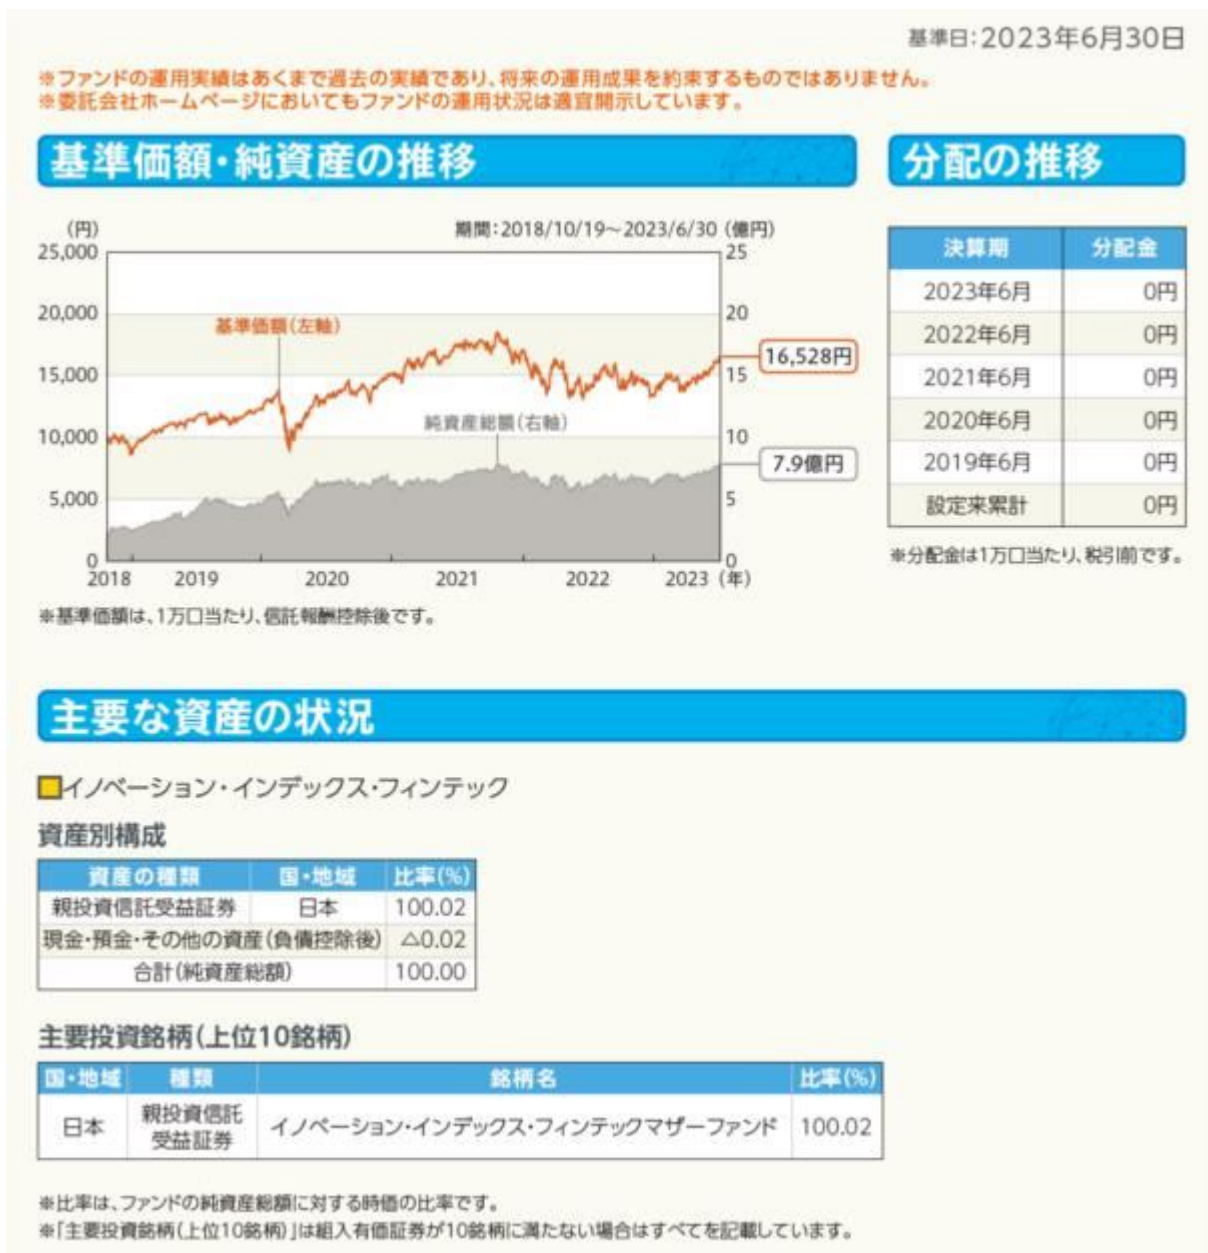 基準日:2023年6月30日
※ファンドの運用実績はあくまで過去の実績であり、将来の運用成果を約束するものではありません。
※委託会社ホームページにおいてもファンドの運用状況は適宜開示しています。
基準価額・純資産の推移
分配の推移
(円)
期間:2018/10/19～2023/6/30 (億円)
25,000
25
20,000
20
基準価額(左軸)
16,528円
15,000
15
純資産総額(右軸)
10,000
10
7.9億円
5,000
5
0
0
2018 2019 2020 2021 2022 2023 (年)
※基準価額は、1万口当たり、信託報酬控除後です。
決算期 分配金
2023年6月 0円
2022年6月 0円
2021年6月 0円
2020年6月 0円
2019年6月 0円
設定来累計 0円
※分配金は1万口当たり、税引前です。
主要な資産の状況
イノベーション・インデックス・フィンテック
資産別構成
資産の種類 国・地域 比率(%)
親投資信託受益証券 日本 100.02
現金・預金・その他の資産(負債控除後) △0.02
合計(純資産総額) 100.00
主要投資銘柄(上位10銘柄)
国・地域 種類 銘柄名 比率(%)
日本 親投資信託 イノベーション・インデックス・フィンテックマザーファンド 100.02
受益証券
※比率は、ファンドの純資産総額に対する時価の比率です。
※「主要投資銘柄(上位10銘柄)」は組入有価証券が10銘柄に満たない場合はすべてを記載しています。